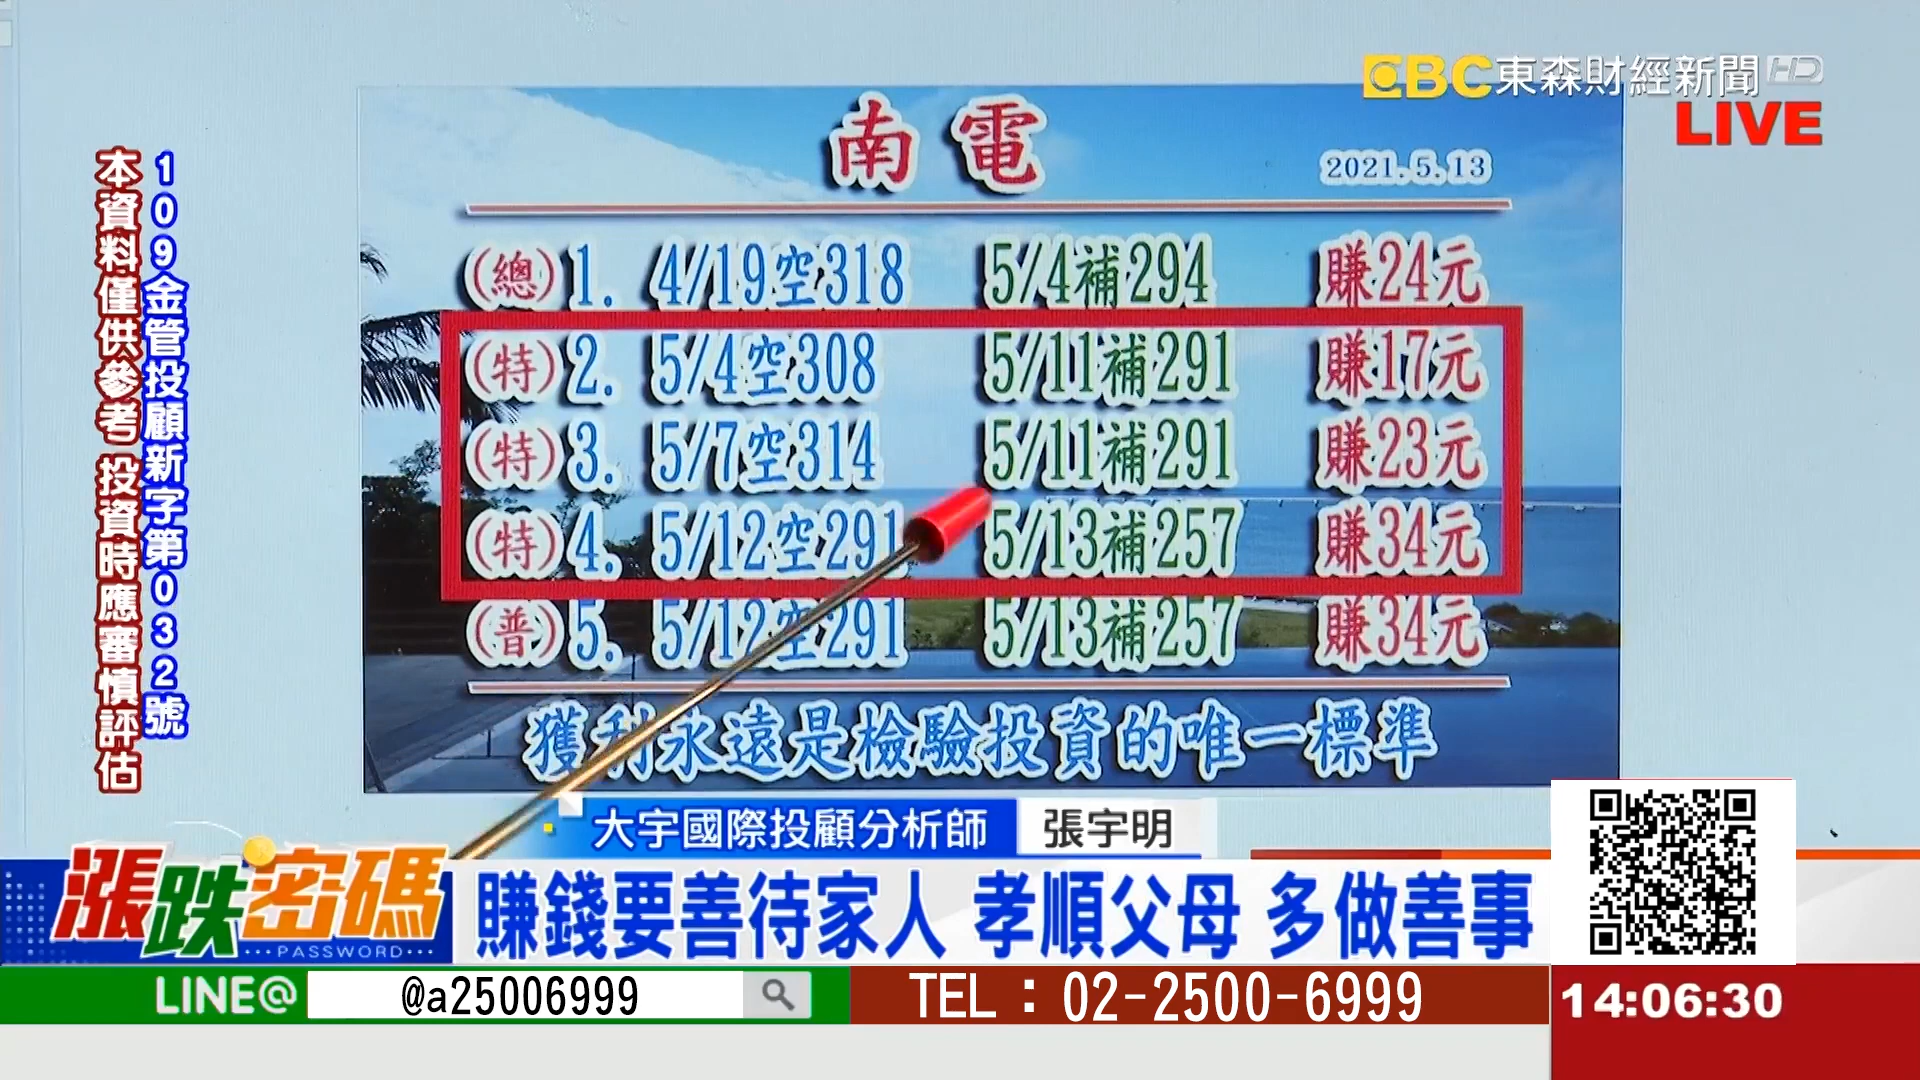 EBC東森財經新聞HD
LIVE
南電
2021.5.13
(總)1. 4/19空318 5/4補294 賺24元
(特)2. 5/4空308 5/11補291 賺17元
(特)3. 5/7空314 5/11補291 賺23元
(特)4. 5/12空291 5/13補257 賺34元
(普)5. 5/12空291 5/13補257 賺34元
獲利永遠是檢驗投資的唯一標準
109金管投顧新字第032號
本資料僅供參考 投資時應審慎評估
大宇國際投顧分析師 張宇明
漲跌密碼
PASSWORD
賺錢要善待家人 孝順父母 多做善事
LINE@ @a25006999
TEL：02-2500-6999
14:06:30